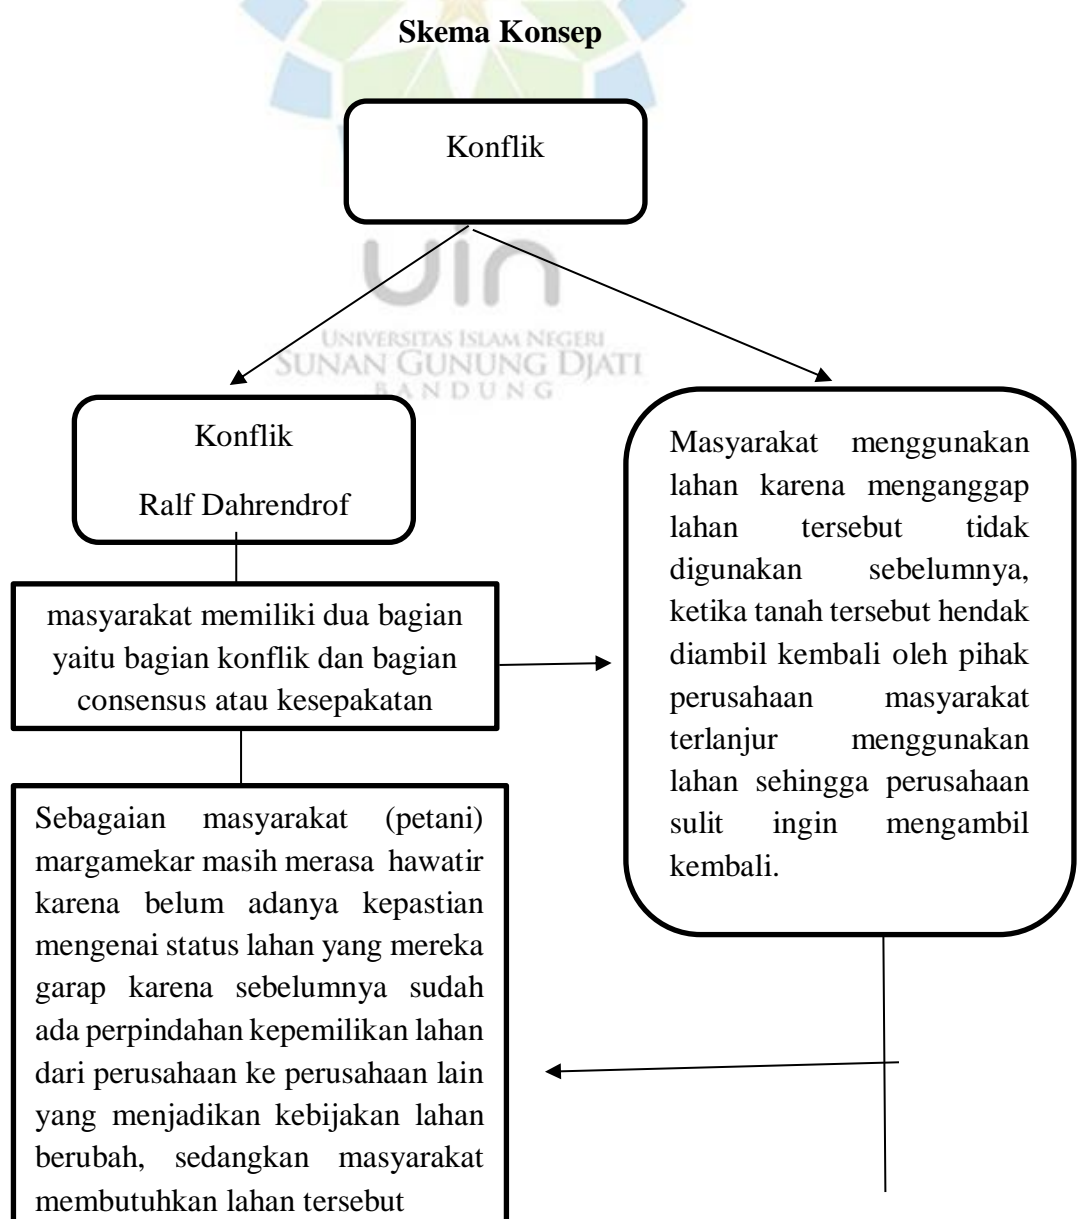 Skema Konsep
Konflik
uin
UNIVERSITAS ISLAM NEGERI
SUNAN GUNUNG DJATI
BANDUNG
Konflik
Ralf Dahrendrof
masyarakat memiliki dua bagian
yaitu bagian konflik dan bagian
consensus atau kesepakatan
Sebagaian masyarakat (petani)
margamekar masih merasa hawatir
karena belum adanya kepastian
mengenai status lahan yang mereka
garap karena sebelumnya sudah
ada perpindahan kepemilikan lahan
dari perusahaan ke perusahaan lain
yang menjadikan kebijakan lahan
berubah, sedangkan masyarakat
membutuhkan lahan tersebut
Masyarakat menggunakan
lahan karena menganggap
lahan tersebut tidak
digunakan sebelumnya,
ketika tanah tersebut hendak
diambil kembali oleh pihak
perusahaan masyarakat
terlanjur menggunakan
lahan sehingga perusahaan
sulit ingin mengambil
kembali.